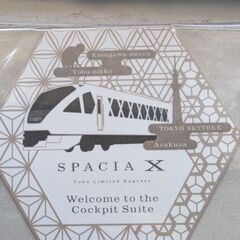 Kinugawa-onsen
Tobu-nikko
TOKYO SKYTREE
Asakusa
SPACIA X
Tobu Limited Express
Welcome to the
Cockpit Suite